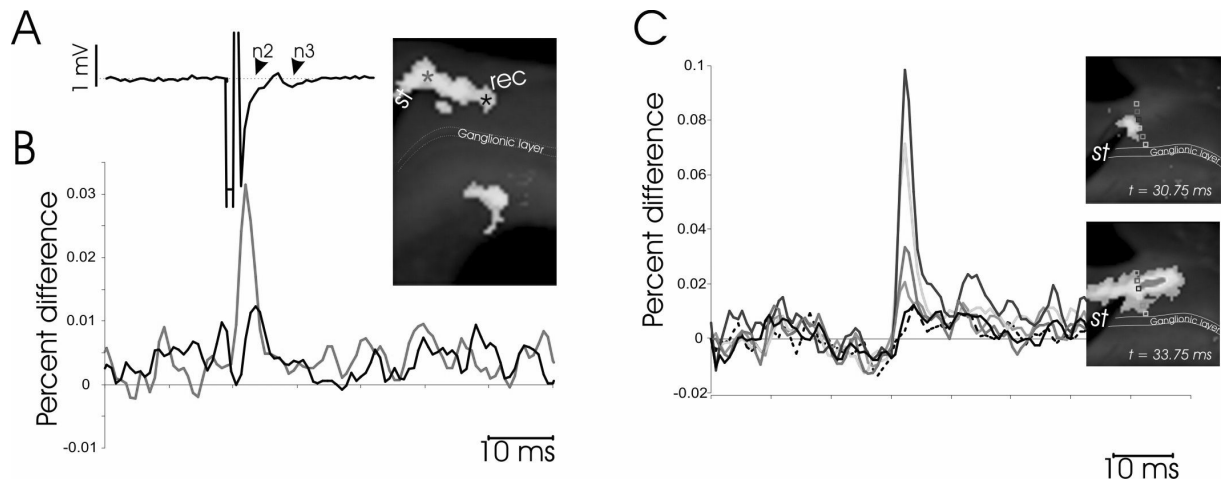 A
1 mV
n2
n3
st
*
*
rec
Ganglionic layer
B
Percent difference
0.03
0.02
0.01
0
-0.01
10 ms
C
Percent difference
0.1
0.08
0.06
0.04
0.02
0
-0.02
10 ms
st
Ganglionic layer
t = 30.75 ms
st
Ganglionic layer
t = 33.75 ms